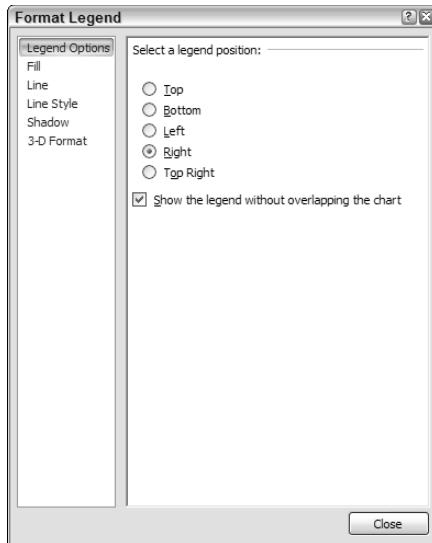 Format Legend
Legend Options
Fill
Line
Line Style
Shadow
3-D Format
Select a legend position:
Top
Bottom
Left
Right
Top Right
Show the legend without overlapping the chart
Close